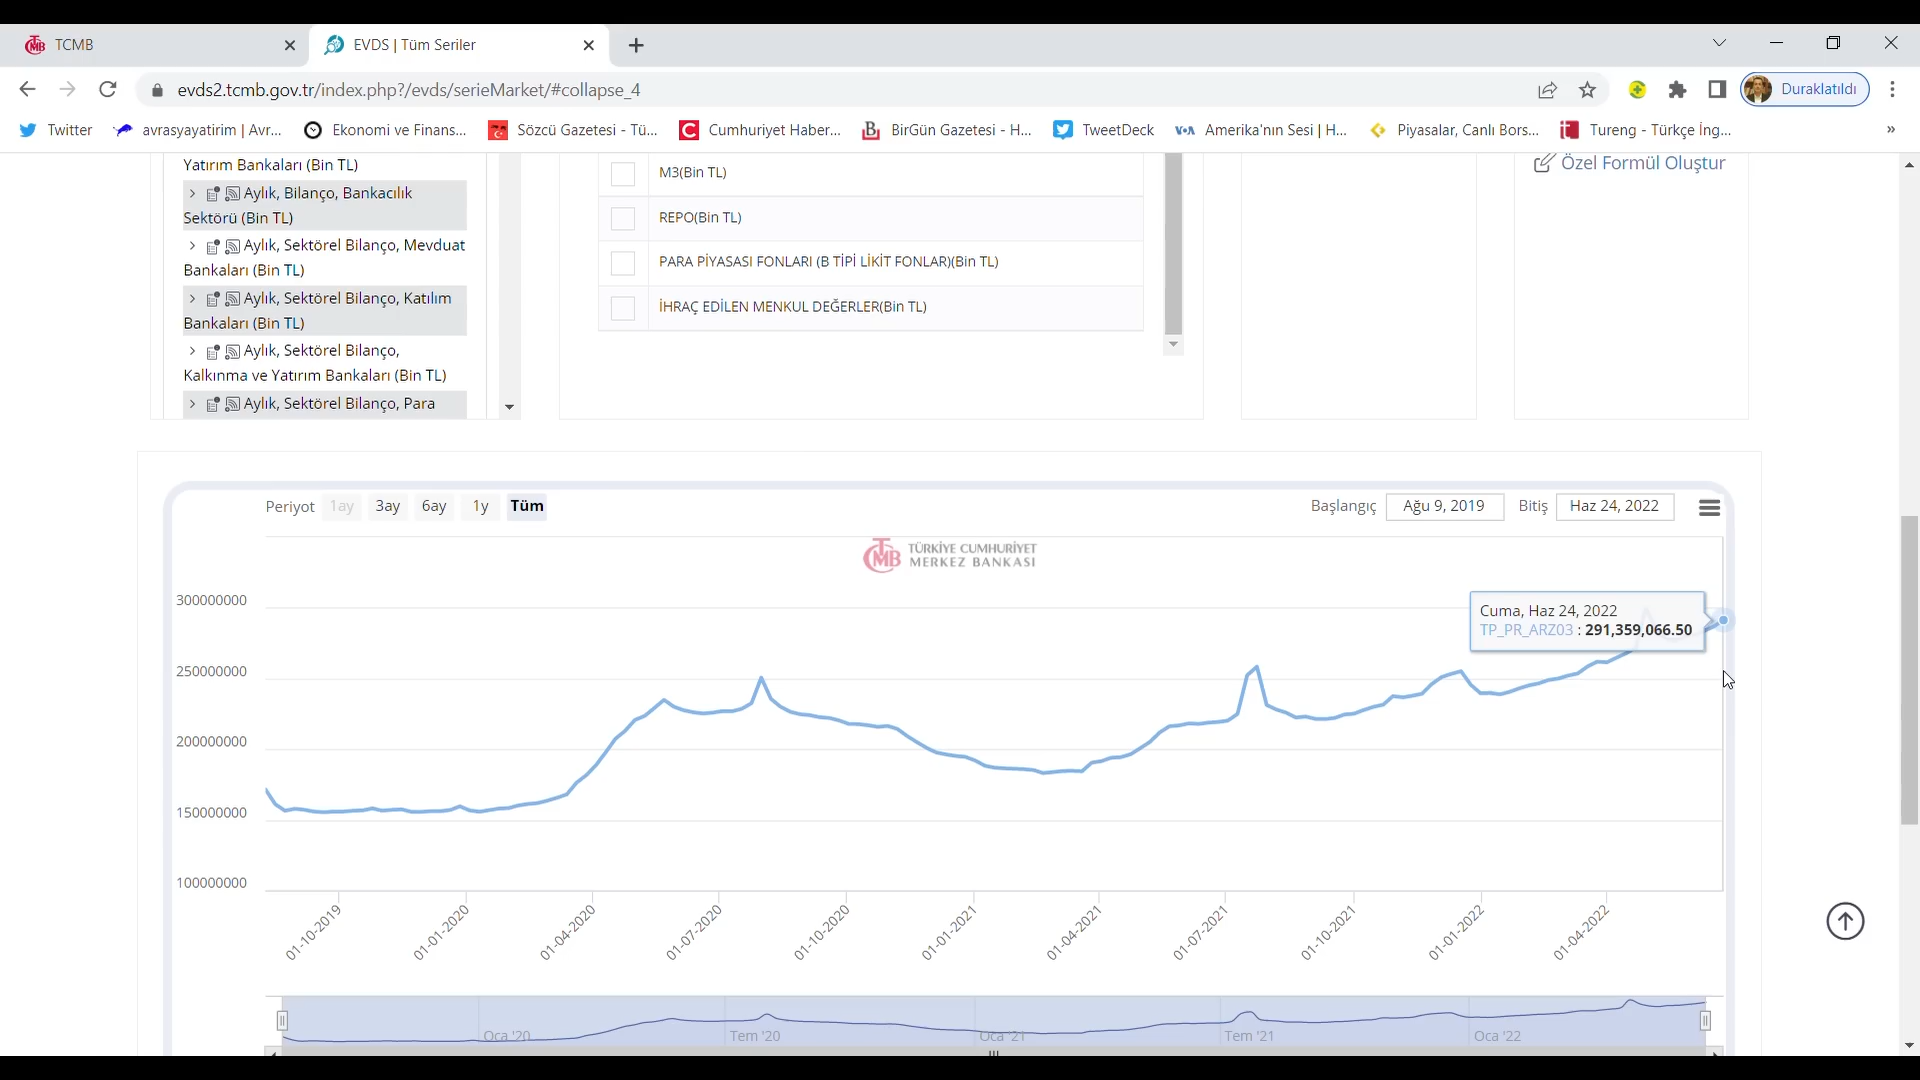 TCMB
EVDS | Tüm Seriler
evds2.tcmb.gov.tr/index.php?/evds/serieMarket/#collapse_4
Duraklatıldı
Twitter
avrasyayatirim | Avr...
Ekonomi ve Finans...
Sözcü Gazetesi - Tü...
Cumhuriyet Haber...
BirGün Gazetesi - H...
TweetDeck
Amerika'nın Sesi | H...
Piyasalar, Canlı Bors...
Tureng - Türkçe İng...
»
Yatırım Bankaları (Bin TL)
Aylık, Bilanço, Bankacılık
Sektörü (Bin TL)
Aylık, Sektörel Bilanço, Mevduat
Bankaları (Bin TL)
Aylık, Sektörel Bilanço, Katılım
Bankaları (Bin TL)
Aylık, Sektörel Bilanço,
Kalkınma ve Yatırım Bankaları (Bin TL)
Aylık, Sektörel Bilanço, Para
M3(Bin TL)
REPO(Bin TL)
PARA PİYASASI FONLARI (B TİPİ LİKİT FONLAR)(Bin TL)
İHRAÇ EDİLEN MENKUL DEĞERLER(Bin TL)
Özel Formül Oluştur
Periyot 1ay 3ay 6ay 1y Tüm
Başlangıç Ağu 9, 2019 Bitiş Haz 24, 2022
TÜRKİYE CUMHURİYET
MERKEZ BANKASI
300000000
250000000
200000000
150000000
100000000
Cuma, Haz 24, 2022
TP_PR_ARZ03 : 291,359,066.50
01-10-2019
01-01-2020
01-04-2020
01-07-2020
01-10-2020
01-01-2021
01-04-2021
01-07-2021
01-10-2021
01-01-2022
01-04-2022
Oca '20
Tem '20
Oca '21
Tem '21
Oca '22